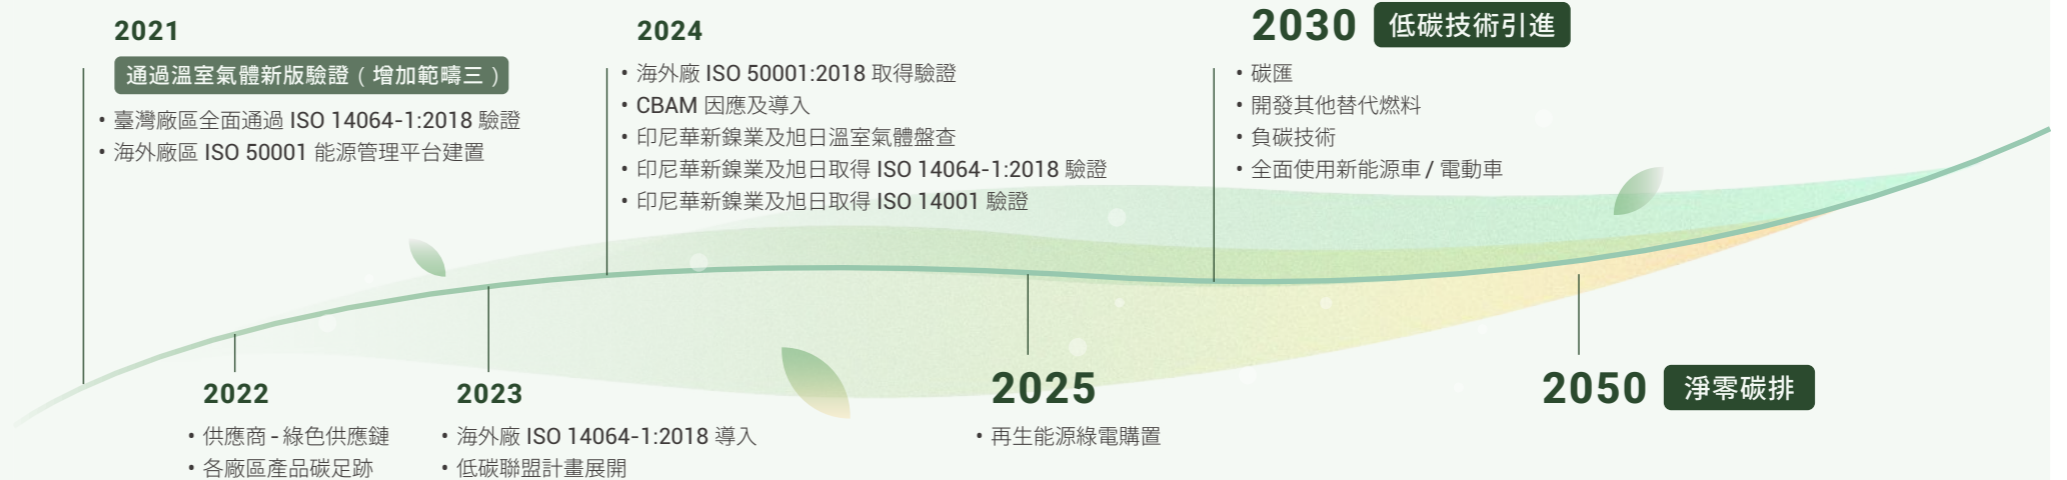 2021
通過溫室氣體新版驗證（增加範疇三）
• 臺灣廠區全面通過 ISO 14064-1:2018 驗證
• 海外廠區 ISO 50001 能源管理平台建置
2022
• 供應商 - 綠色供應鏈
• 各廠區產品碳足跡
2023
• 海外廠 ISO 14064-1:2018 導入
• 低碳聯盟計畫展開
2024
• 海外廠 ISO 50001:2018 取得驗證
• CBAM 因應及導入
• 印尼華新鎳業及旭日溫室氣體盤查
• 印尼華新鎳業及旭日取得 ISO 14064-1:2018 驗證
• 印尼華新鎳業及旭日取得 ISO 14001 驗證
2025
• 再生能源綠電購置
2030 低碳技術引進
• 碳匯
• 開發其他替代燃料
• 負碳技術
• 全面使用新能源車 / 電動車
2050 淨零碳排